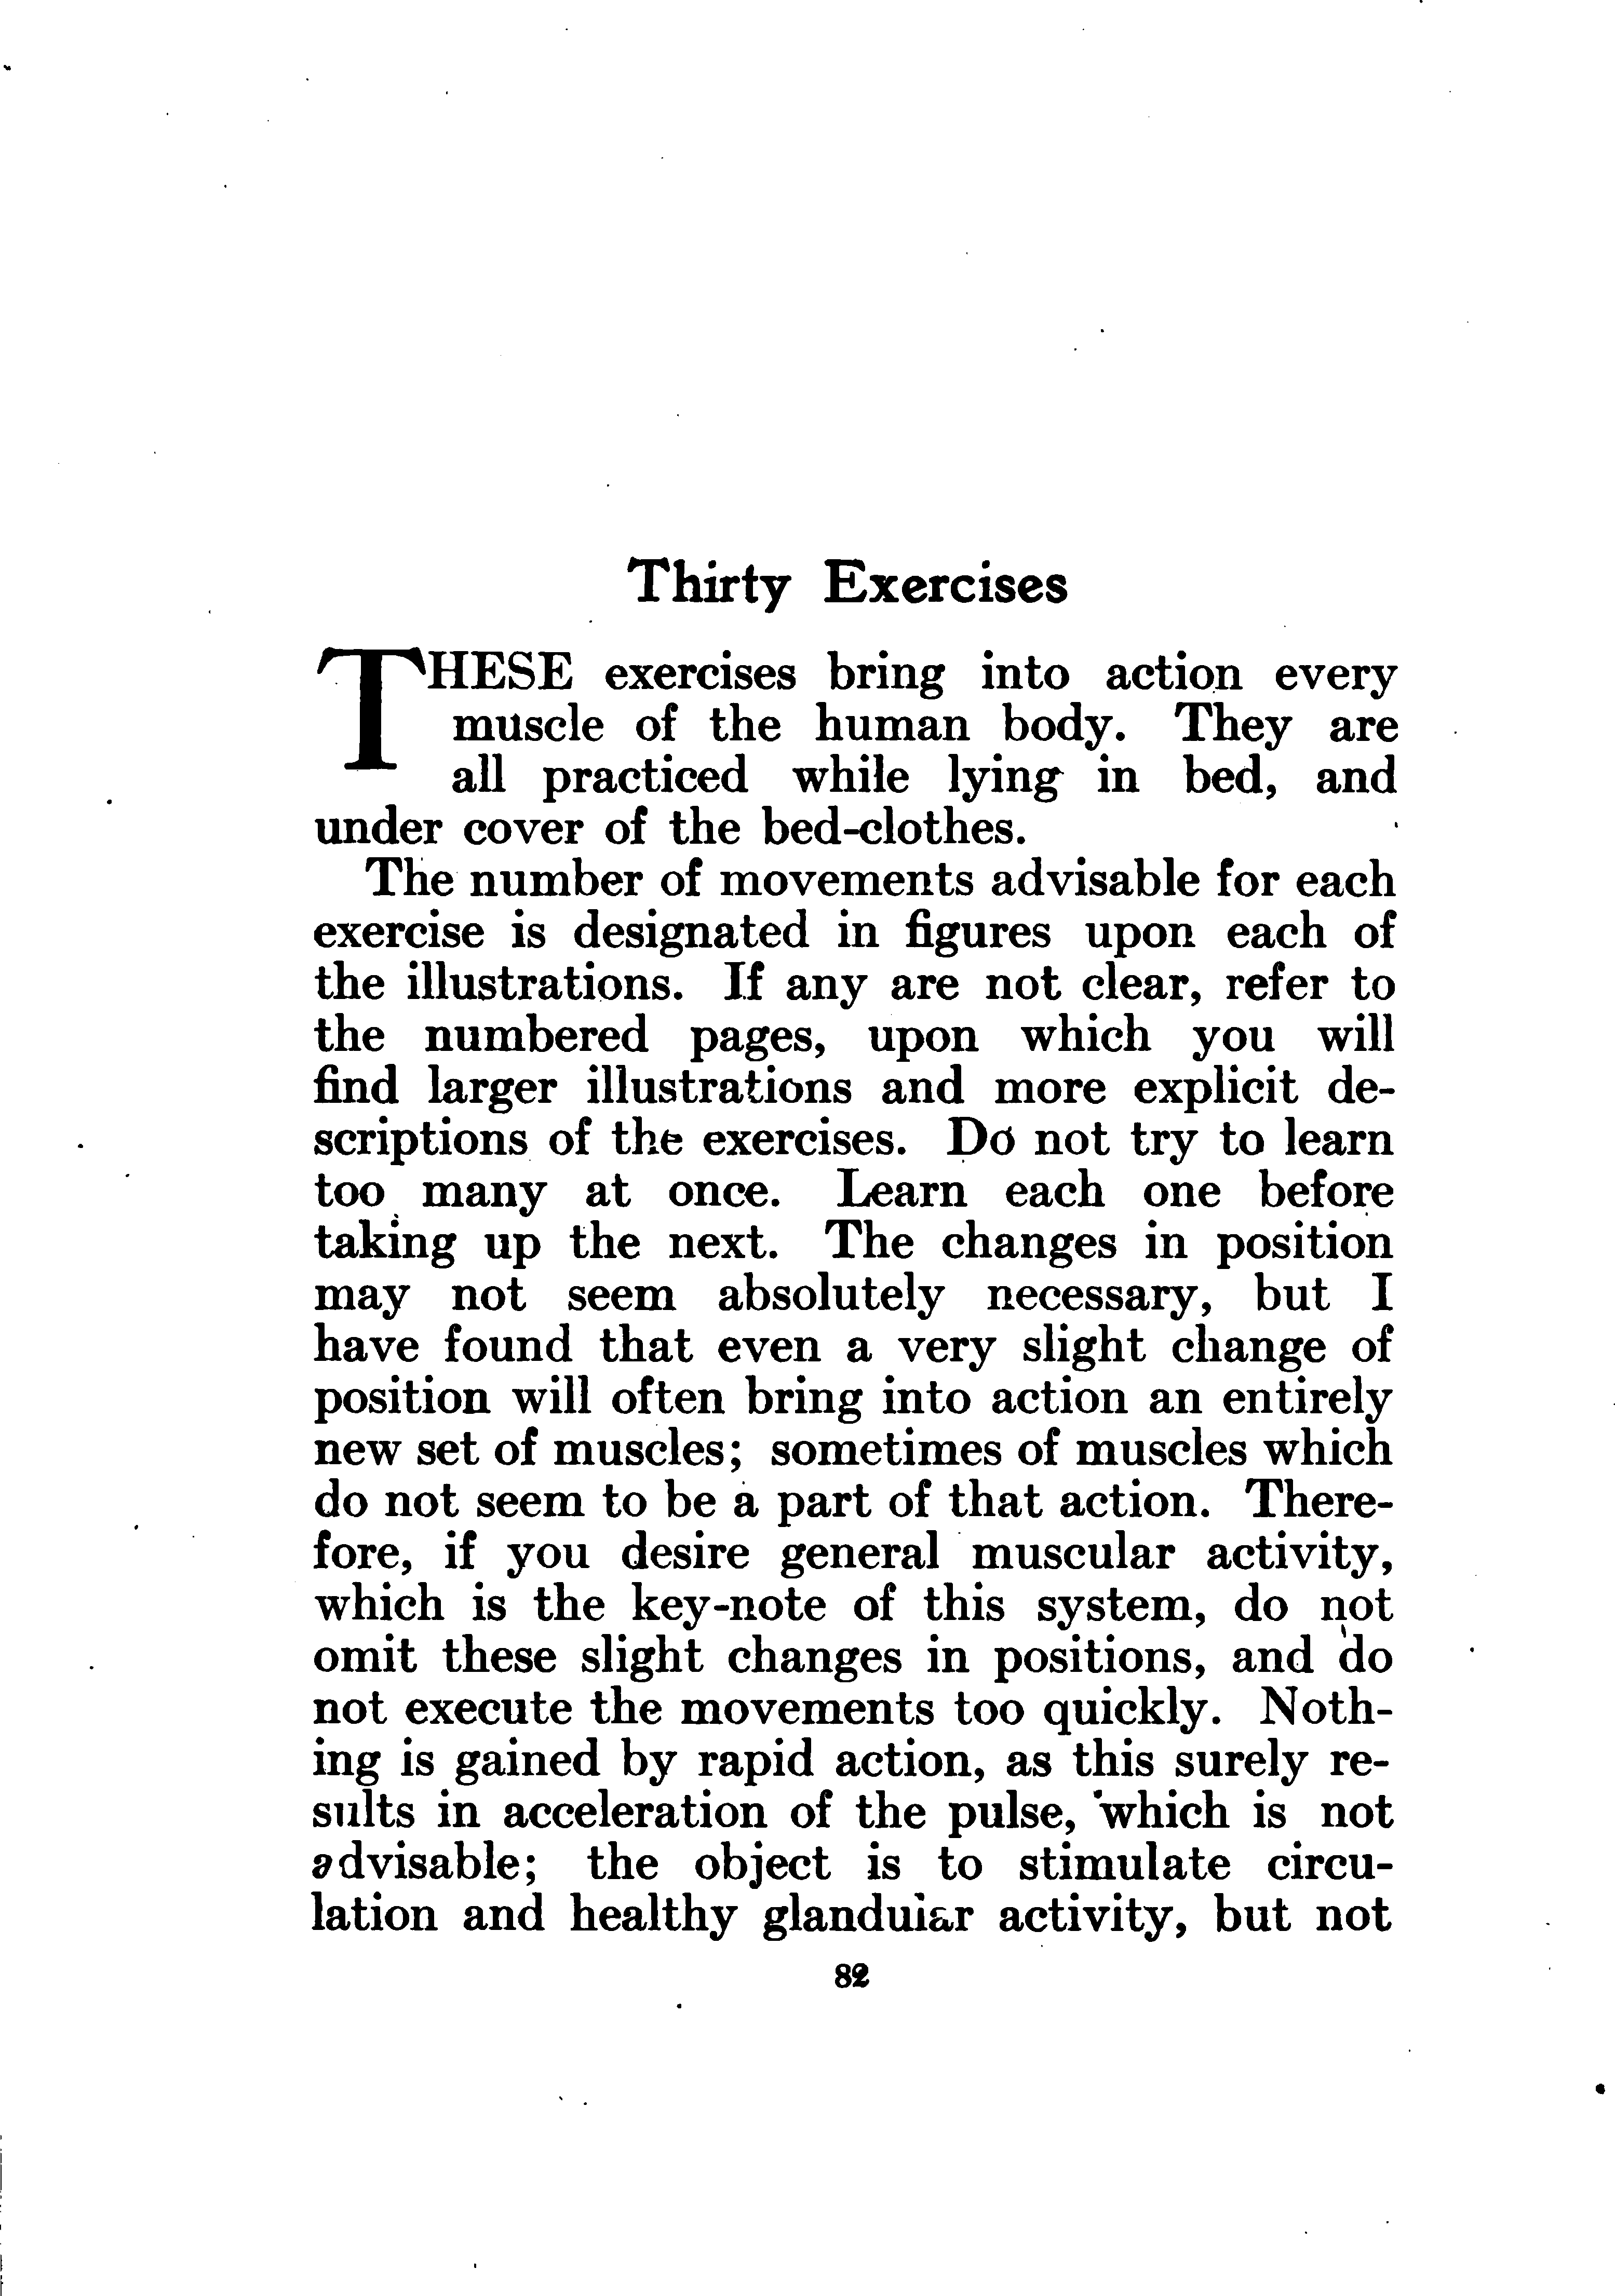 Thirty Exercises
THESE exercises bring into action every
muscle of the human body. They are
all practiced while lying in bed, and
under cover of the bed-clothes.
The number of movements advisable for each
exercise is designated in figures upon each of
the illustrations. If any are not clear, refer to
the numbered pages, upon which you will
find larger illustrations and more explicit de-
scriptions of the exercises. Do not try to learn
too many at once. Learn each one before
taking up the next. The changes in position
may not seem absolutely necessary, but I
have found that even a very slight change of
position will often bring into action an entirely
new set of muscles; sometimes of muscles which
do not seem to be a part of that action. There-
fore, if you desire general muscular activity,
which is the key-note of this system, do not
omit these slight changes in positions, and do
not execute the movements too quickly. Noth-
ing is gained by rapid action, as this surely re-
sults in acceleration of the pulse, which is not
advisable; the object is to stimulate circu-
lation and healthy glandular activity, but not
82